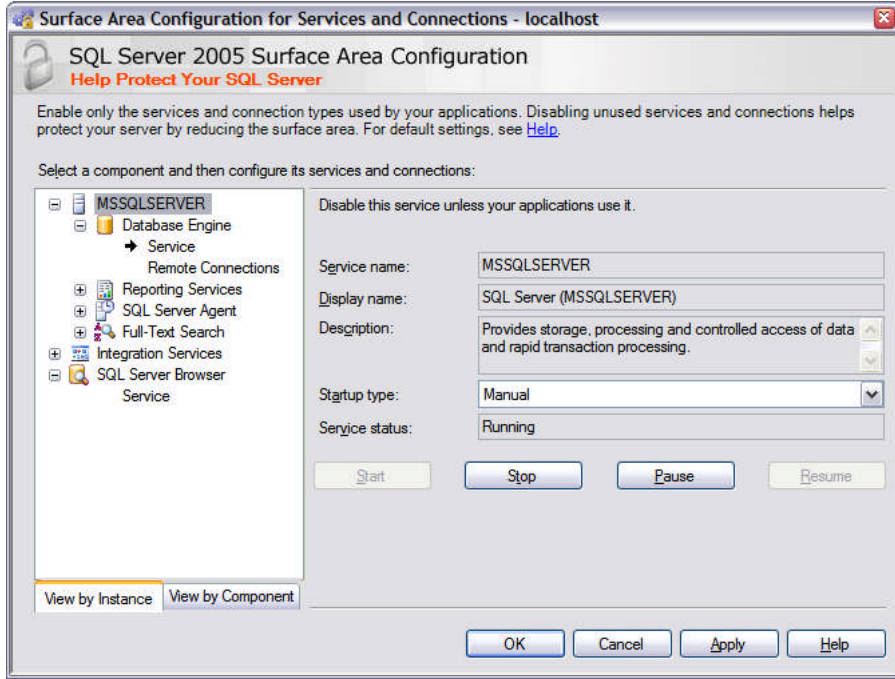 Surface Area Configuration for Services and Connections - localhost
SQL Server 2005 Surface Area Configuration
Help Protect Your SQL Server
Enable only the services and connection types used by your applications. Disabling unused services and connections helps
protect your server by reducing the surface area. For default settings, see Help.
Select a component and then configure its services and connections:
MSSQLSERVER
Database Engine
Service
Remote Connections
Reporting Services
SQL Server Agent
Full-Text Search
Integration Services
SQL Server Browser
Service
View by Instance
View by Component
Disable this service unless your applications use it.
Service name: MSSQLSERVER
Display name: SQL Server (MSSQLSERVER)
Description: Provides storage, processing and controlled access of data
and rapid transaction processing.
Startup type: Manual
Service status: Running
Start Stop Pause Resume
OK Cancel Apply Help